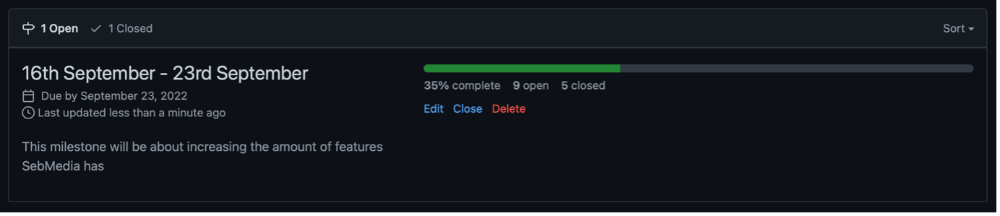 1 Open 1 Closed Sort
16th September - 23rd September
Due by September 23, 2022
Last updated less than a minute ago
This milestone will be about increasing the amount of features
SebMedia has
35% complete 9 open 5 closed
Edit Close Delete